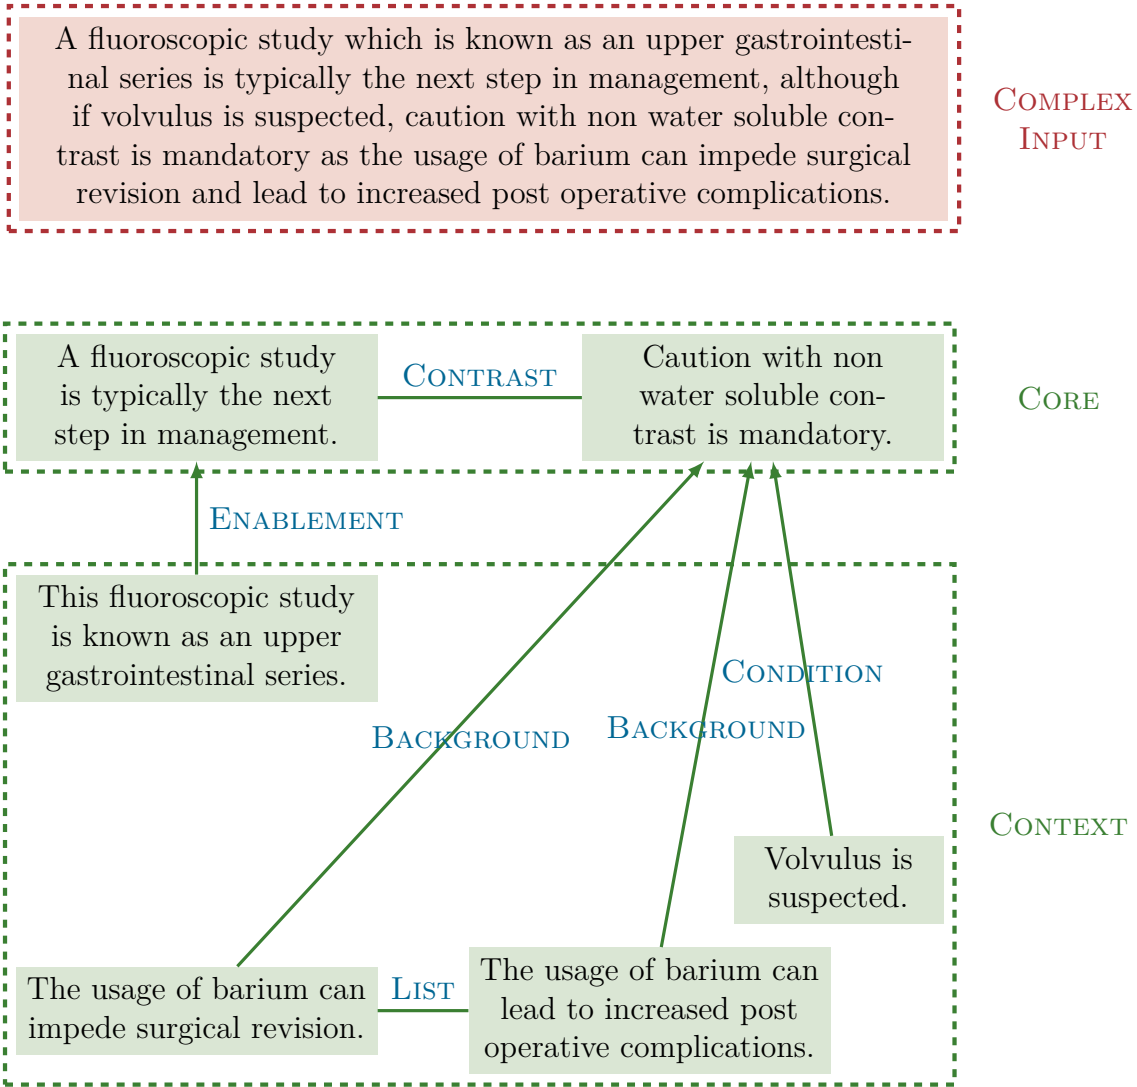 A fluoroscopic study which is known as an upper gastrointesti-
nal series is typically the next step in management, although
if volvulus is suspected, caution with non water soluble con-
trast is mandatory as the usage of barium can impede surgical
revision and lead to increased post operative complications.
Complex
Input
A fluoroscopic study
is typically the next
step in management.
Contrast
Caution with non
water soluble con-
trast is mandatory.
Core
Enablement
This fluoroscopic study
is known as an upper
gastrointestinal series.
Condition
Background
Background
Context
Volvulus is
suspected.
The usage of barium can
impede surgical revision.
List
The usage of barium can
lead to increased post
operative complications.